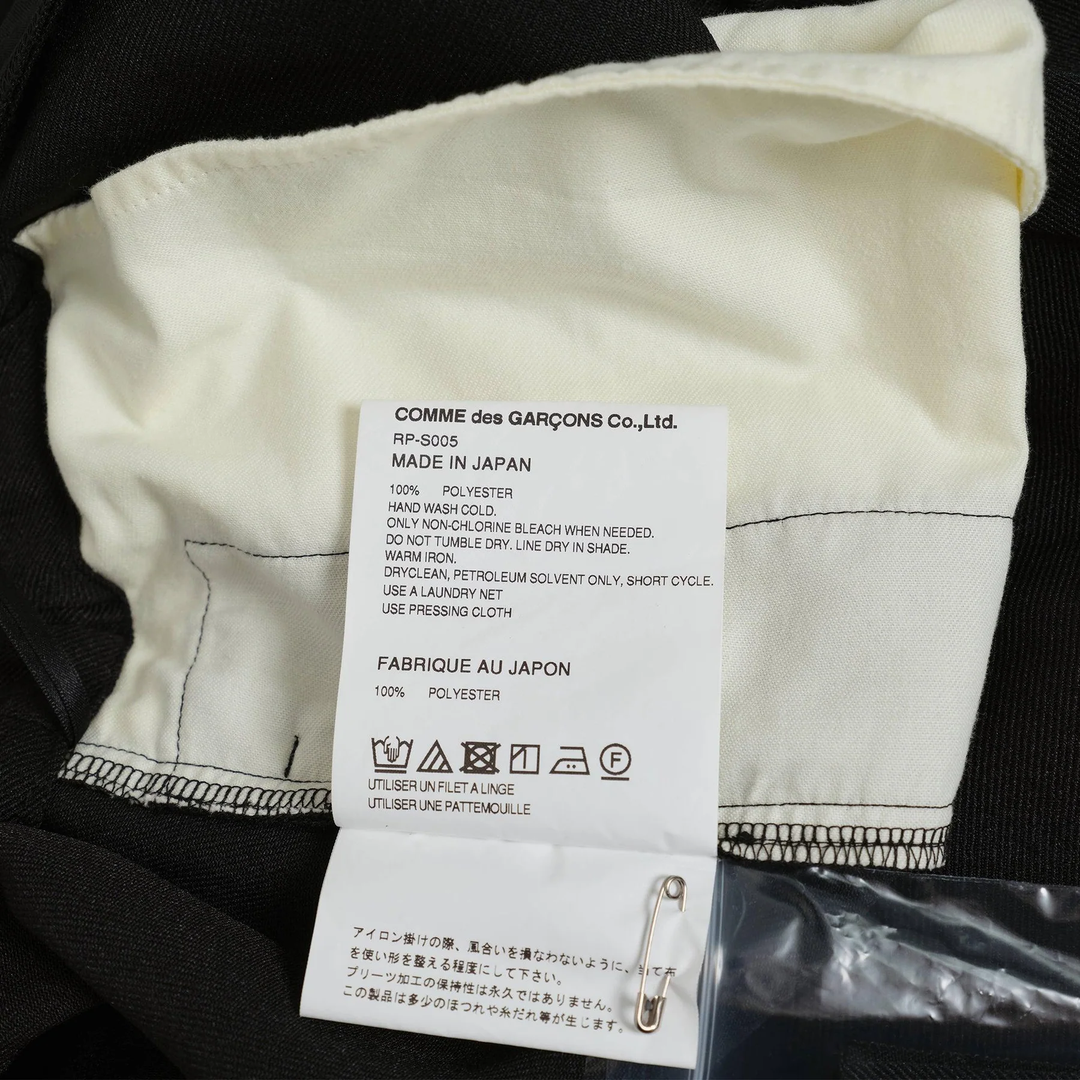 COMME des GARÇONS Co.,Ltd.
RP-S005
MADE IN JAPAN
100% POLYESTER
HAND WASH COLD.
ONLY NON-CHLORINE BLEACH WHEN NEEDED.
DO NOT TUMBLE DRY. LINE DRY IN SHADE.
WARM IRON.
DRYCLEAN, PETROLEUM SOLVENT ONLY, SHORT CYCLE.
USE A LAUNDRY NET
USE PRESSING CLOTH
FABRIQUE AU JAPON
100% POLYESTER
F
UTILISER UN FILET A LINGE
UTILISER UNE PATTEMOUILLE
アイロン掛けの際、風合いを損なわないように、当て布
を使い形を整える程度にして下さい。
プリーツ加工の保持性は永久ではありません。
この製品は多少のほつれや糸だれ等が生じます。